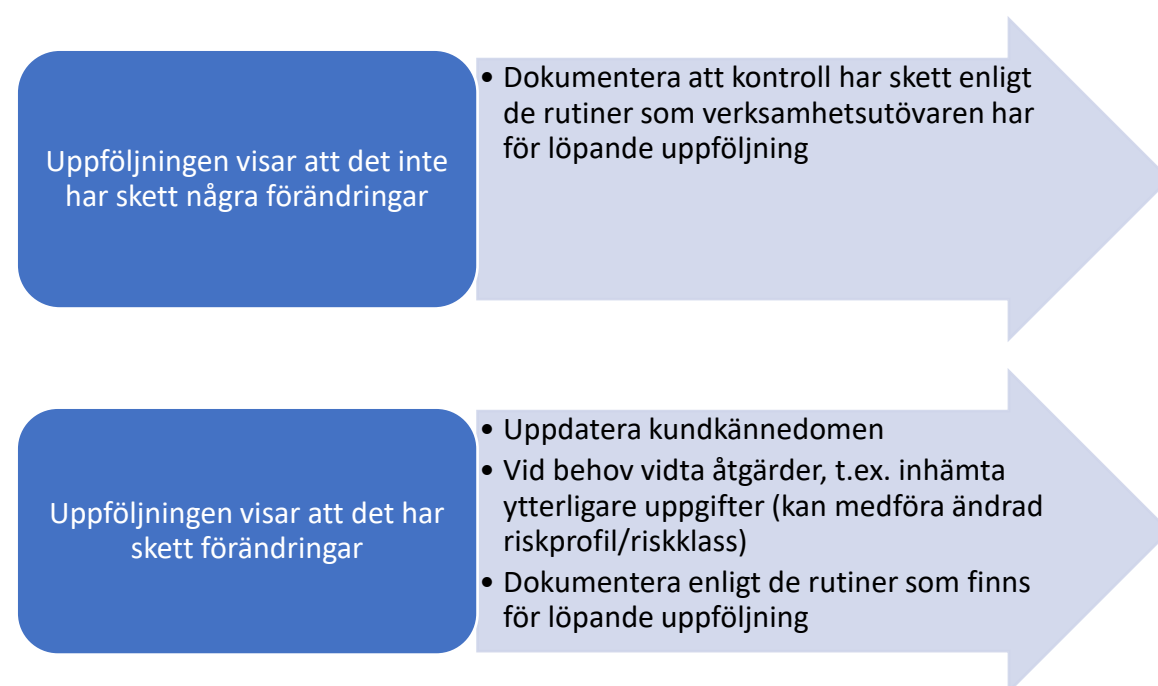 Uppföljningen visar att det inte
har skett några förändringar
• Dokumentera att kontroll har skett enligt
de rutiner som verksamhetsutövaren har
för löpande uppföljning
Uppföljningen visar att det har
skett förändringar
• Uppdatera kundkännedomen
• Vid behov vidta åtgärder, t.ex. inhämta
ytterligare uppgifter (kan medföra ändrad
riskprofil/riskklass)
• Dokumentera enligt de rutiner som finns
för löpande uppföljning